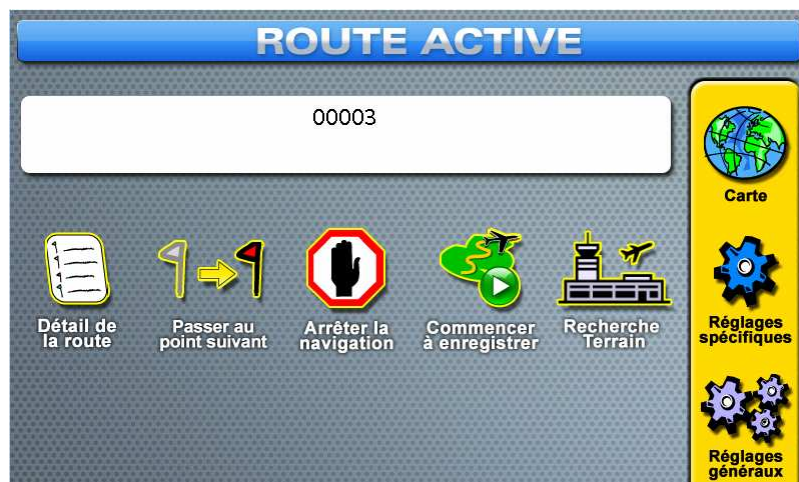 ROUTE ACTIVE
00003
Détail de
la route
Passer au
point suivant
Arrêter la
navigation
Commencer
à enregistrer
Recherche
Terrain
Carte
Réglages
spécifiques
Réglages
généraux